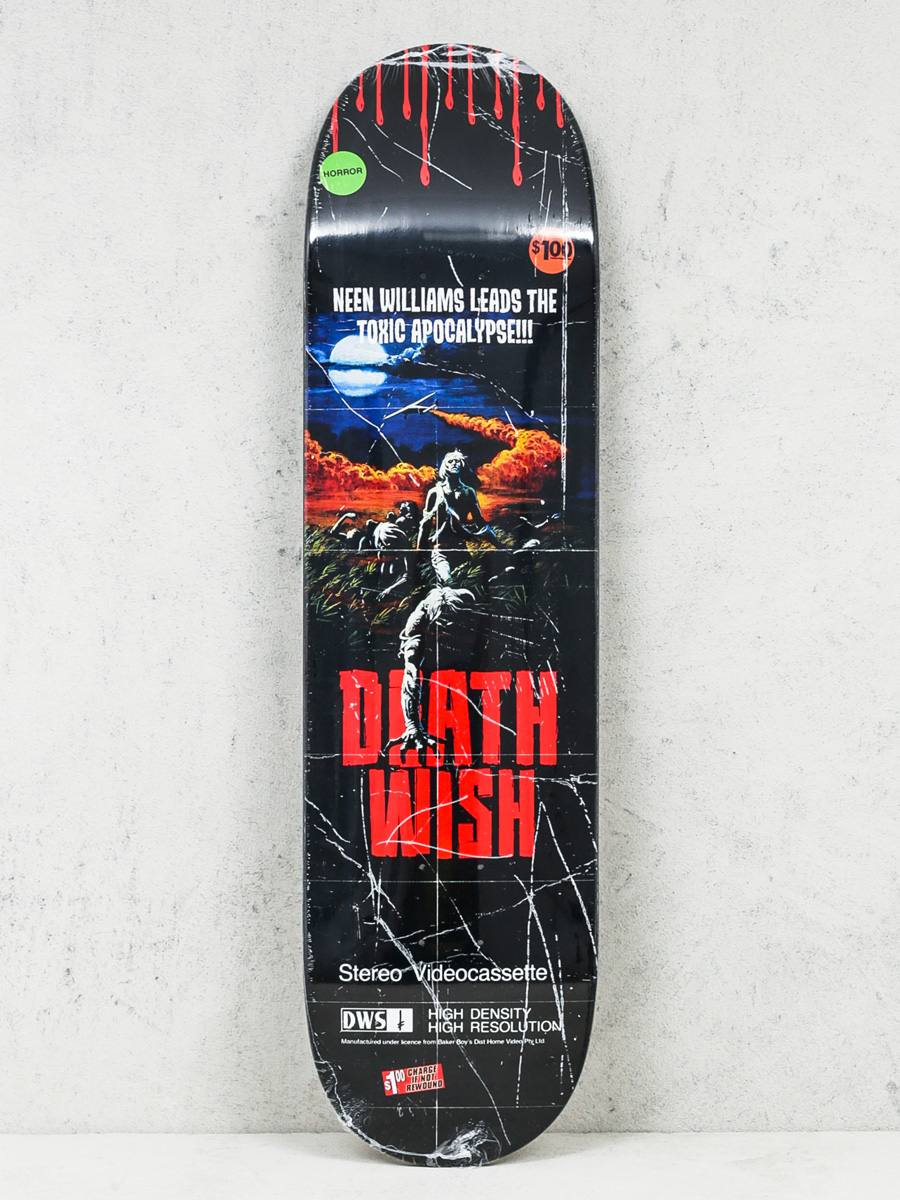 HORROR
$1.00
NEEN WILLIAMS LEADS THE
TOXIC APOCALYPSE!!!
DEATH
WISH
Stereo Videocassette
DWS
HIGH DENSITY
HIGH RESOLUTION
Manufactured under licence from Baker Boy's Dist Home Video Pty Ltd
$1.00 CHARGE
IF NOT
REWOUND